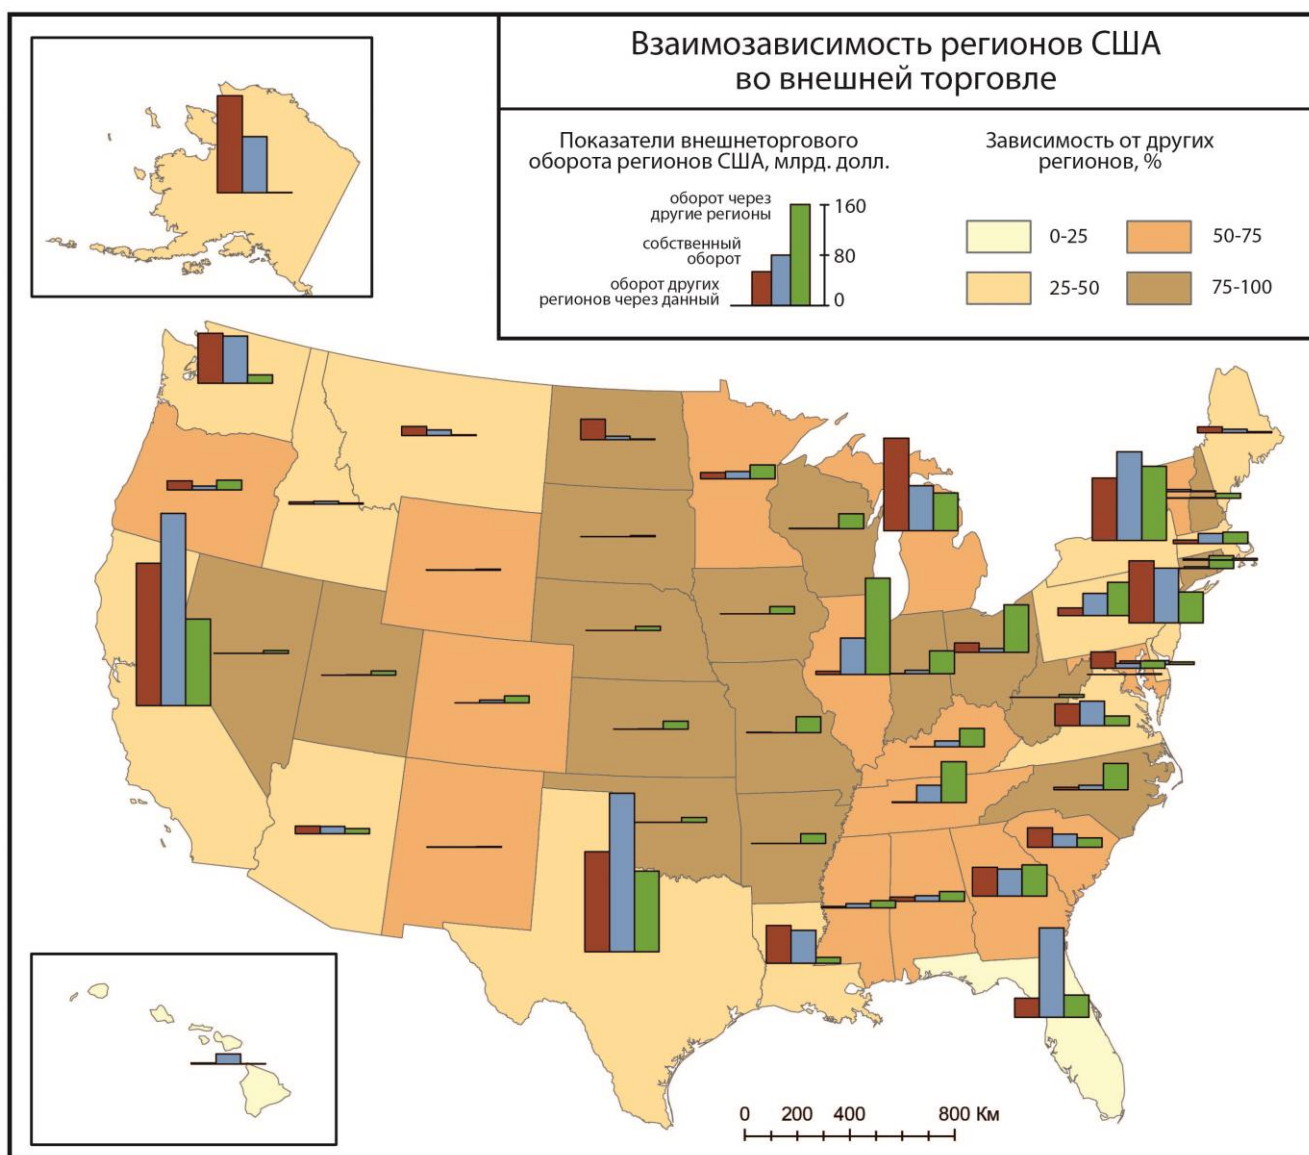 Взаимозависимость регионов США
во внешней торговле
Показатели внешнеторгового
оборота регионов США, млрд. долл.
оборот через
другие регионы
собственный
оборот
оборот других
регионов через данный
160
80
0
Зависимость от других
регионов, %
0-25
50-75
25-50
75-100
0 200 400 800 Км